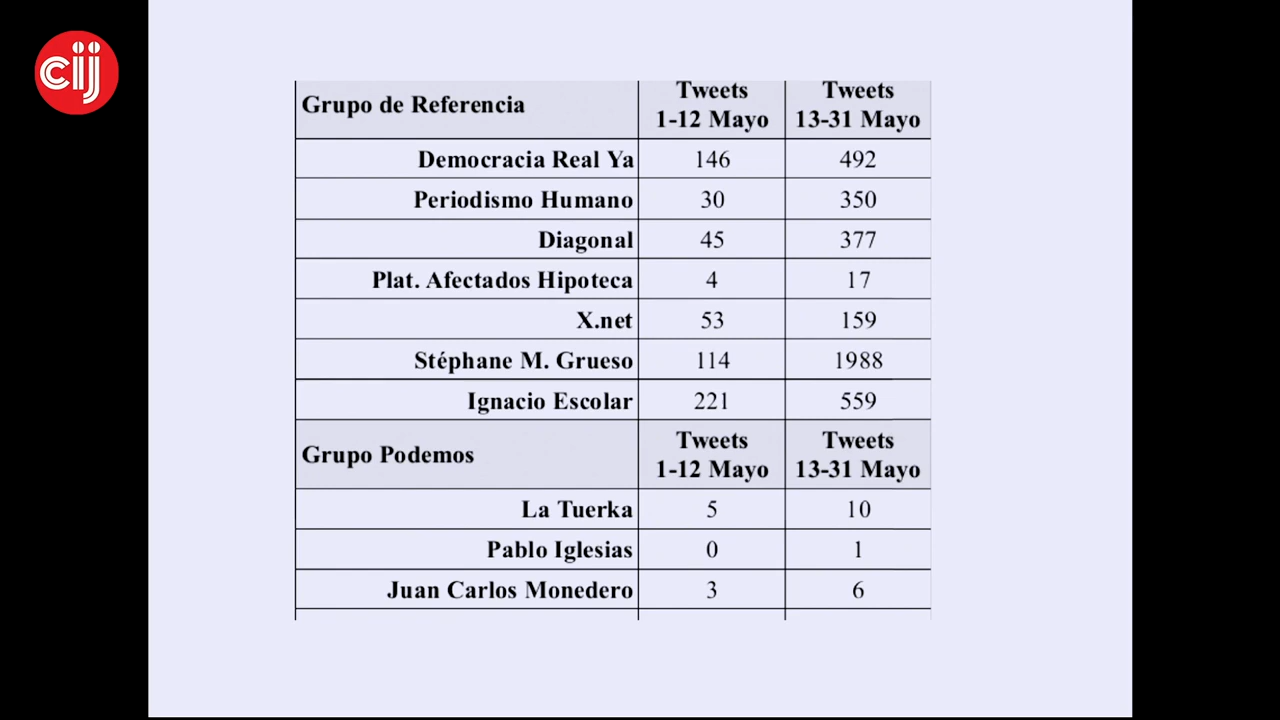 cij
Grupo de Referencia Tweets 1-12 Mayo Tweets 13-31 Mayo
Democracia Real Ya 146 492
Periodismo Humano 30 350
Diagonal 45 377
Plat. Afectados Hipoteca 4 17
X.net 53 159
Stéphane M. Grueso 114 1988
Ignacio Escolar 221 559
Grupo Podemos Tweets 1-12 Mayo Tweets 13-31 Mayo
La Tuerka 5 10
Pablo Iglesias 0 1
Juan Carlos Monedero 3 6